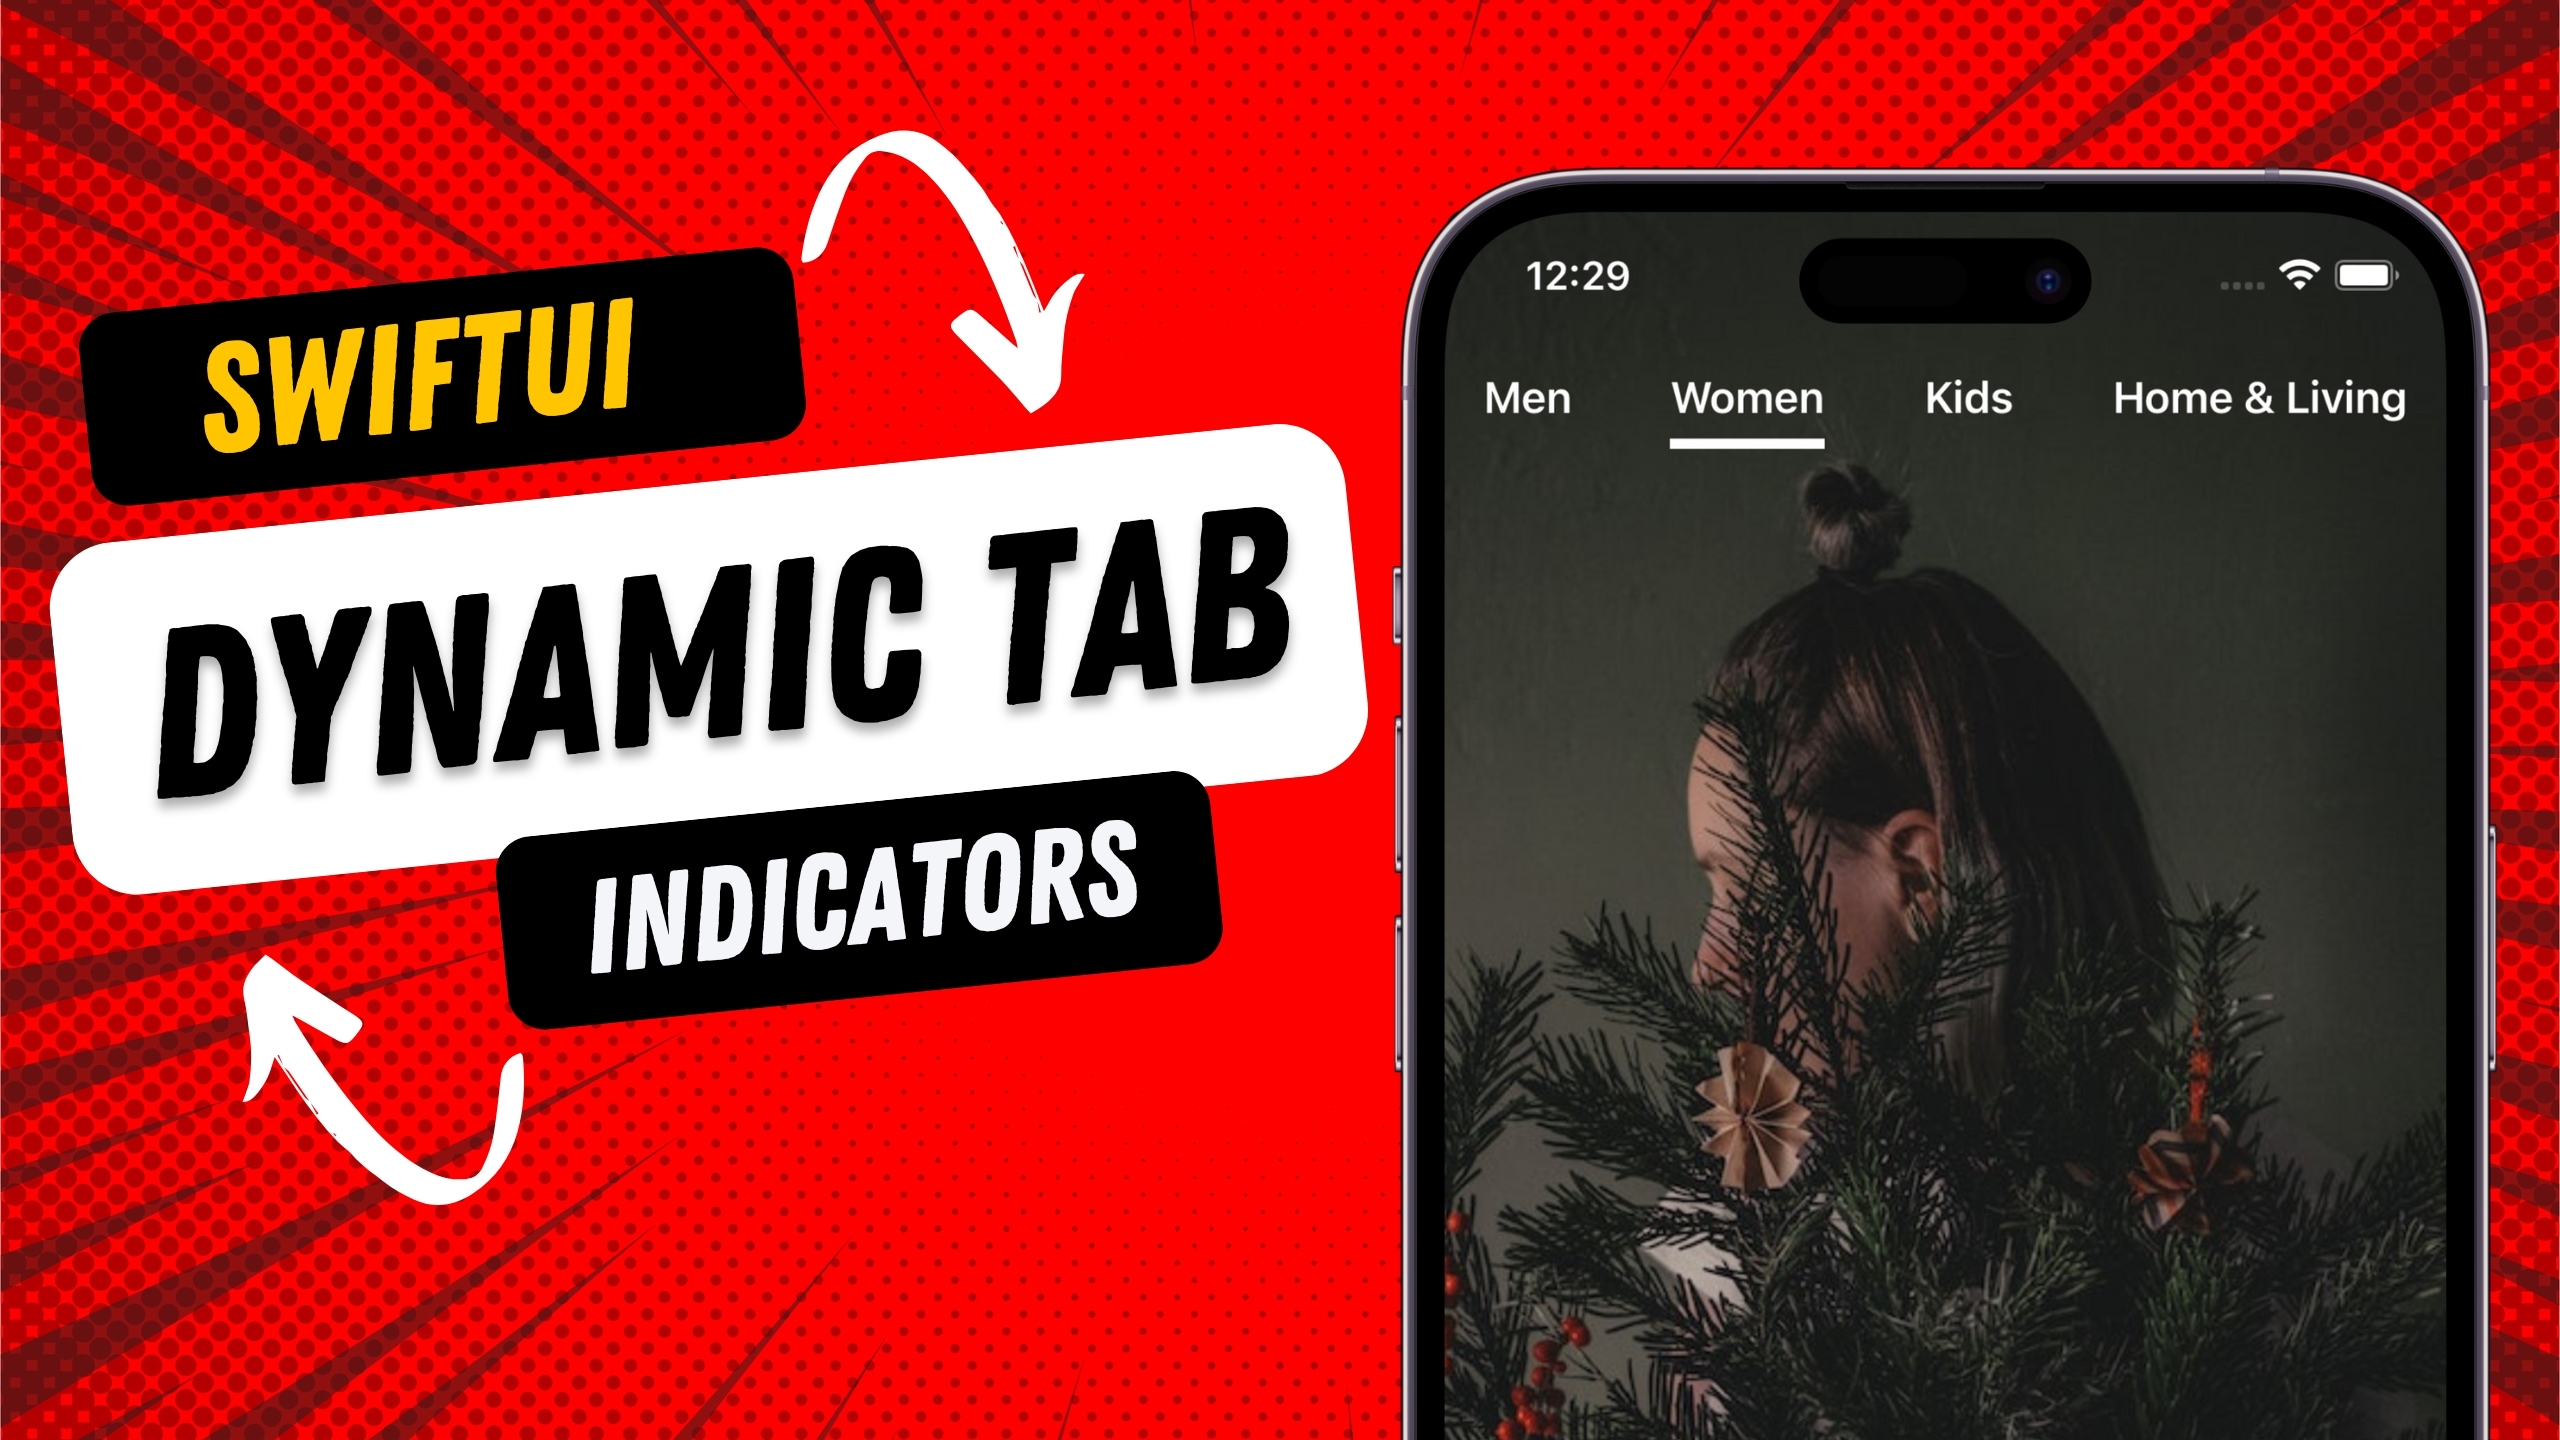 SWIFTUI
DYNAMIC TAB
INDICATORS
12:29
Men Women Kids Home & Living